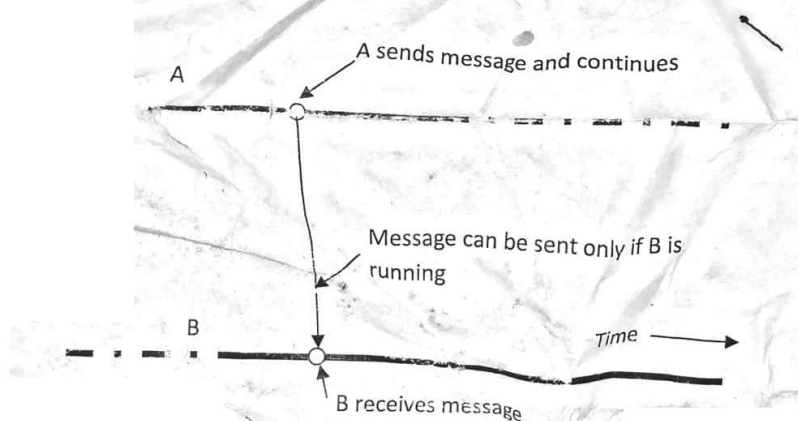 A sends message and continues
A
Message can be sent only if B is
running
B
Time
B receives message